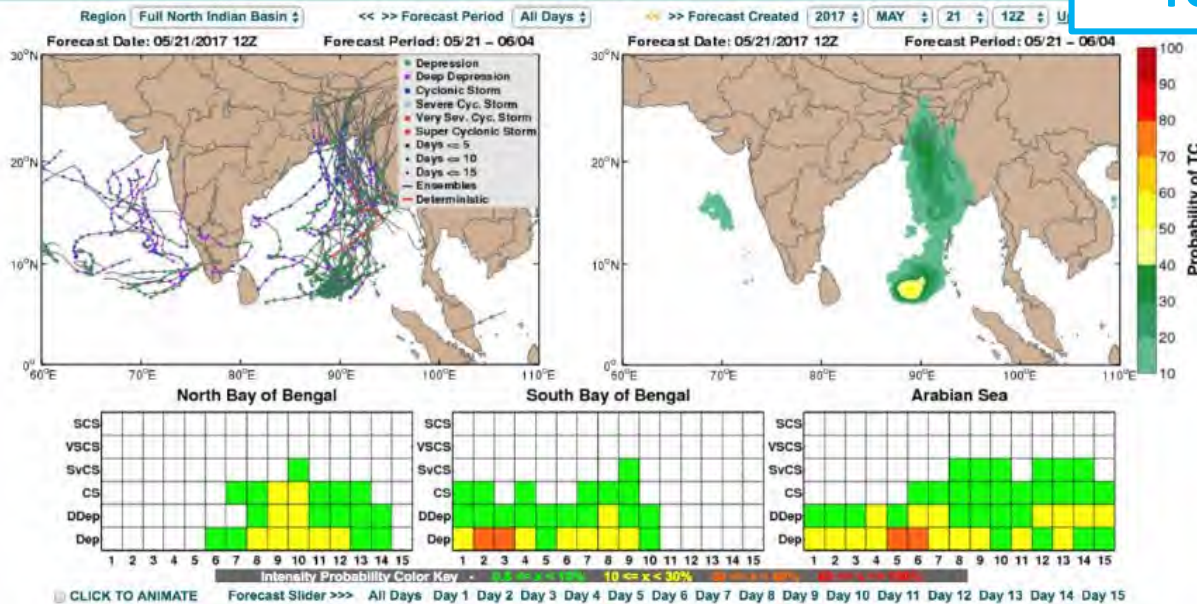 Region Full North Indian Basin << >> Forecast Period All Days << >> Forecast Created 2017 MAY 21 12Z
Forecast Date: 05/21/2017 12Z Forecast Period: 05/21 – 06/04
Forecast Date: 05/21/2017 12Z Forecast Period: 05/21 – 06/04
Depression
Deep Depression
Cyclonic Storm
Severe Cyc. Storm
Very Sev. Cyc. Storm
Super Cyclonic Storm
Days <= 5
Days <= 10
Days <= 15
Ensembles
Deterministic
30°N
20°N
10°N
0°
60°E 70°E 80°E 90°E 100°E 110°E
30°N
20°N
10°N
0°
60°E 70°E 80°E 90°E 100°E 110°E
100
90
80
70
60
50
40
30
20
10
Probability of TC
North Bay of Bengal
SCS
VSCS
SvCS
CS
DDep
Dep
1 2 3 4 5 6 7 8 9 10 11 12 13 14 15
South Bay of Bengal
SCS
VSCS
SvCS
CS
DDep
Dep
1 2 3 4 5 6 7 8 9 10 11 12 13 14 15
Arabian Sea
SCS
VSCS
SvCS
CS
DDep
Dep
1 2 3 4 5 6 7 8 9 10 11 12 13 14 15
Intensity Probability Color Key - 10 <= x < 30%
CLICK TO ANIMATE Forecast Slider >>> All Days Day 1 Day 2 Day 3 Day 4 Day 5 Day 6 Day 7 Day 8 Day 9 Day 10 Day 11 Day 12 Day 13 Day 14 Day 15